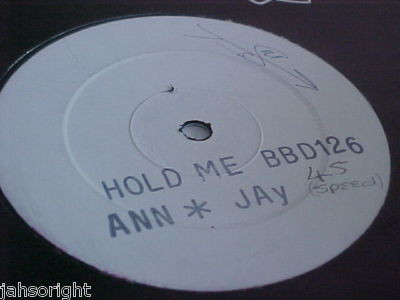 HOLD ME BBD126
ANN * JAY 45
(SPEED)
jahsoright